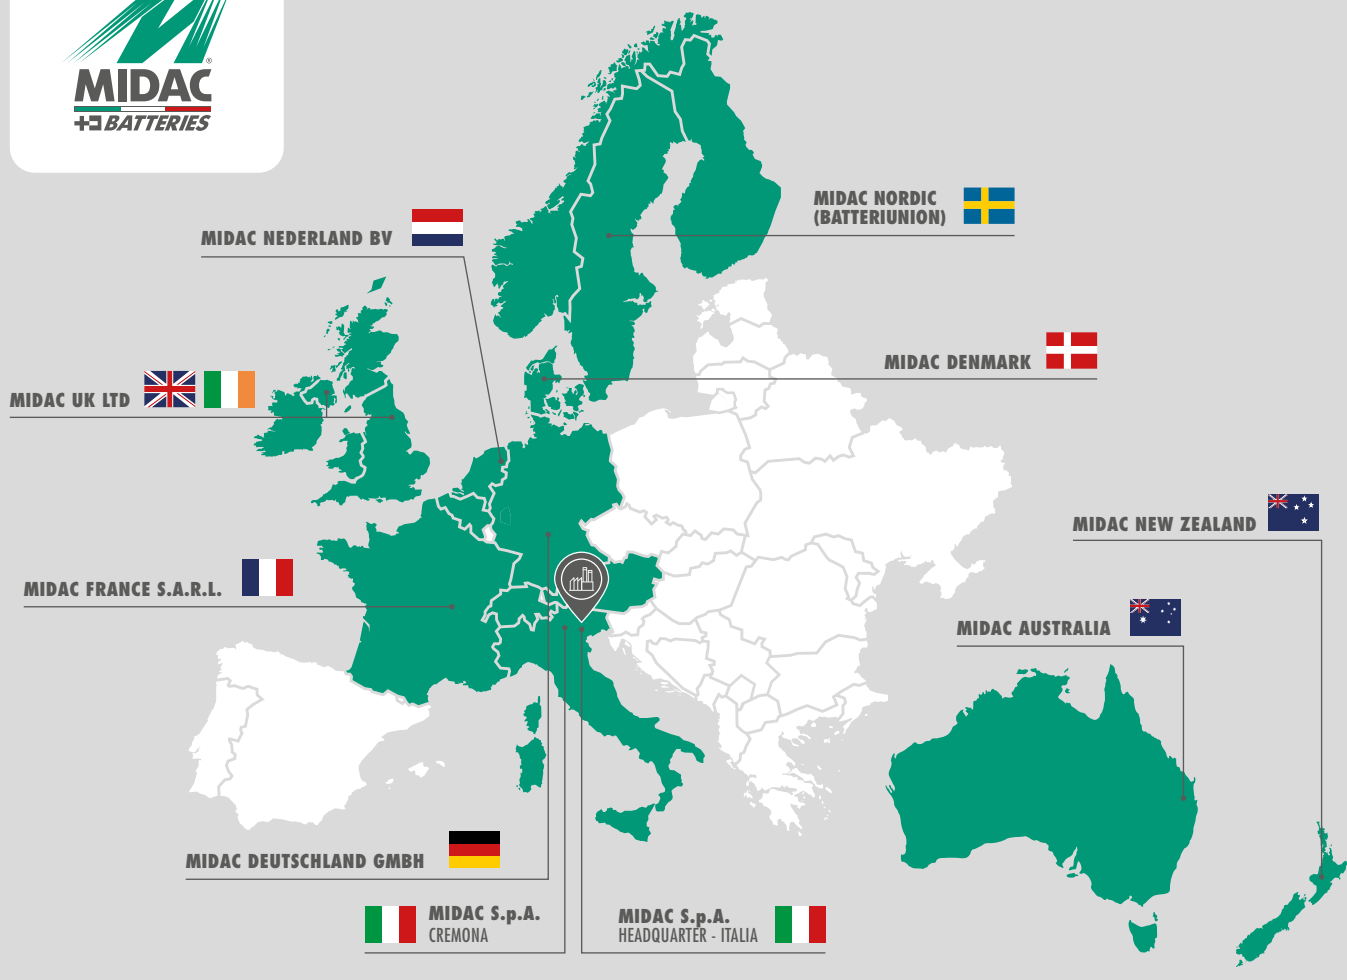 MIDAC
BATTERIES
MIDAC NORDIC
(BATTERIUNION)
MIDAC NEDERLAND BV
MIDAC DENMARK
MIDAC UK LTD
MIDAC NEW ZEALAND
MIDAC FRANCE S.A.R.L.
MIDAC AUSTRALIA
MIDAC DEUTSCHLAND GMBH
MIDAC S.p.A.
CREMONA
MIDAC S.p.A.
HEADQUARTER - ITALIA